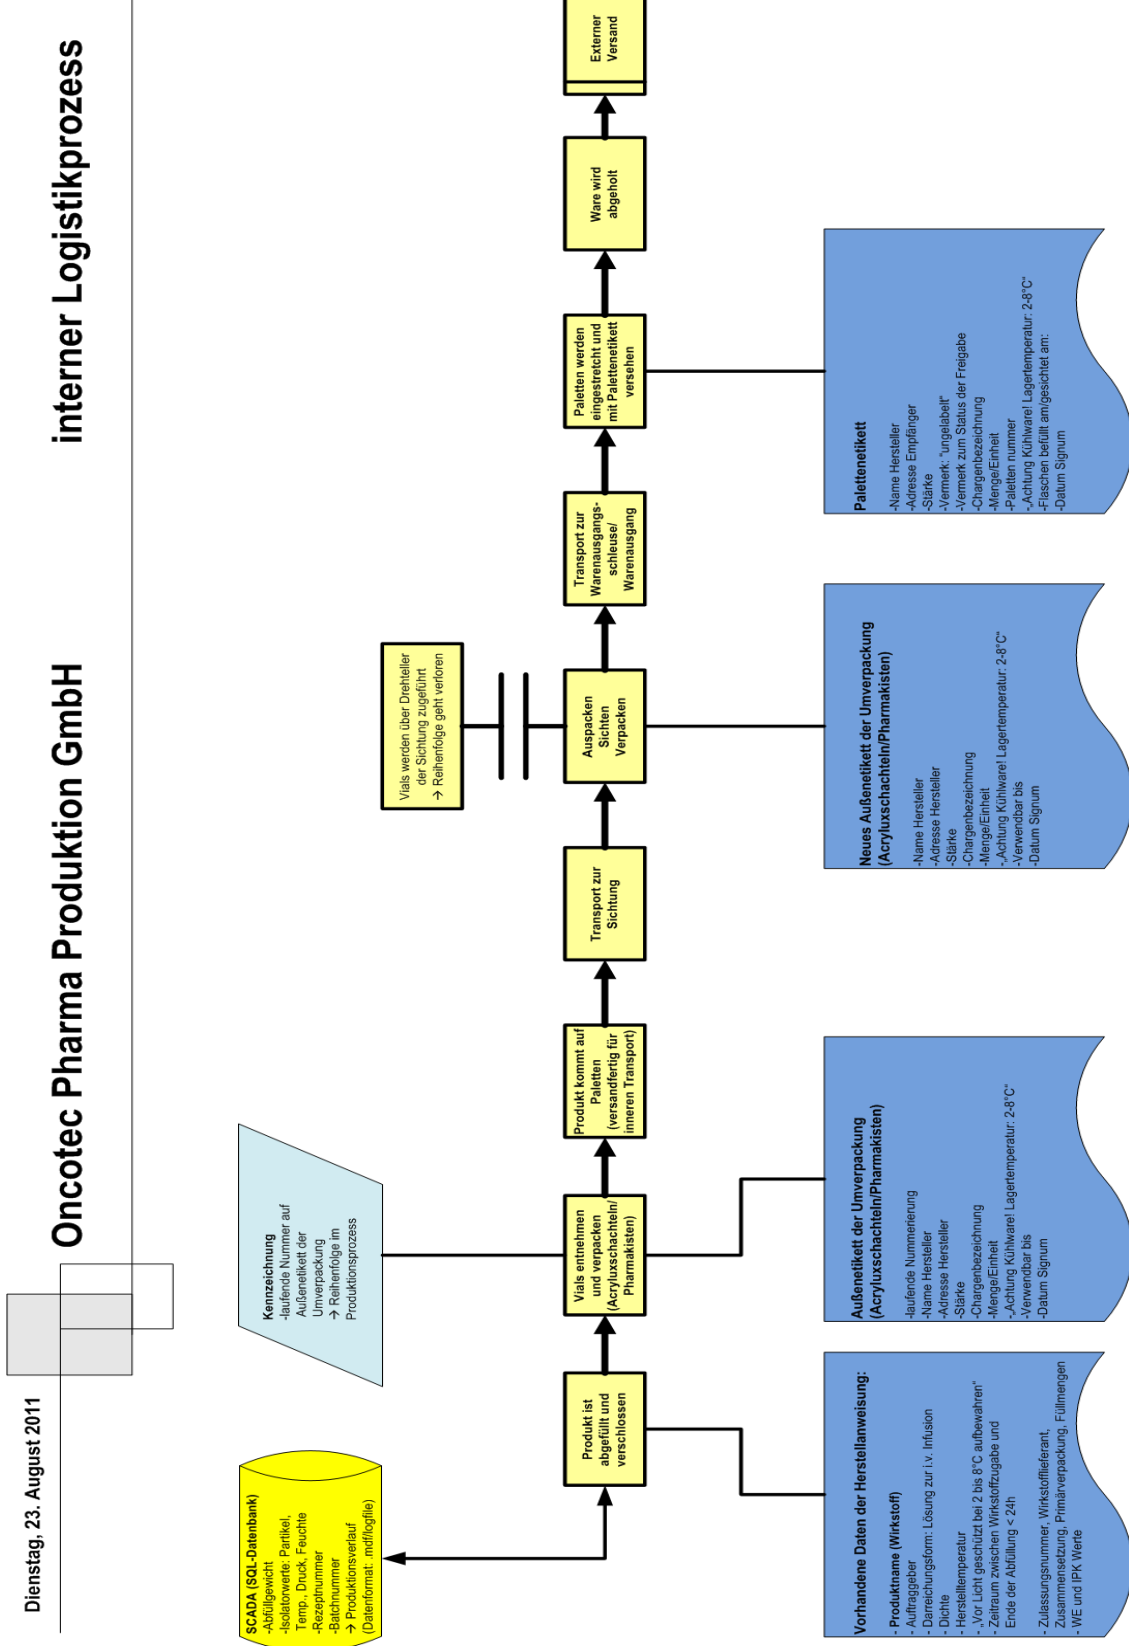 Dienstag, 23. August 2011
Oncotec Pharma Produktion GmbH
interner Logistikprozess
SCADA (SQL-Datenbank)
-Abfüllgewicht
-Isolatorwerte: Partikel,
Temp., Druck, Feuchte
-Rezeptnummer
-Batchnummer
→ Produktionsverlauf
(Datenformat: .mdf/logfile)
Kennzeichnung
-laufende Nummer auf
Außenetikett der
Umverpackung
→ Reihenfolge im
Produktionsprozess
Vials werden über Drehteller
der Sichtung zugeführt
→ Reihenfolge geht verloren
Produkt ist
abgefüllt und
verschlossen
Vials entnehmen
und verpacken
(Acryluxschachteln/
Pharmakisten)
Produkt kommt auf
Paletten
(versandfertig für
inneren Transport)
Transport zur
Sichtung
Auspacken
Sichten
Verpacken
Transport zur
Warenausgangs-
schleuse/
Warenausgang
Paletten werden
eingestretcht und
mit Palettenetikett
versehen
Ware wird
abgeholt
Externer
Versand
Vorhandene Daten der Herstellanweisung:
- Produktname (Wirkstoff)
- Auftraggeber
- Darreichungsform: Lösung zur i.v. Infusion
- Dichte
- Herstelltemperatur
- „Vor Licht geschützt bei 2 bis 8°C aufbewahren"
- Zeitraum zwischen Wirkstoffzugabe und
Ende der Abfüllung < 24h
- Zulassungsnummer, Wirkstofflieferant,
Zusammensetzung, Primärverpackung, Füllmengen
- WE und IPK Werte
Außenetikett der Umverpackung
(Acryluxschachteln/Pharmakisten)
-laufende Nummerierung
-Name Hersteller
-Adresse Hersteller
-Stärke
-Chargenbezeichnung
-Menge/Einheit
-„Achtung Kühlware! Lagertemperatur: 2-8°C"
-Verwendbar bis
-Datum Signum
Neues Außenetikett der Umverpackung
(Acryluxschachteln/Pharmakisten)
-Name Hersteller
-Adresse Hersteller
-Stärke
-Chargenbezeichnung
-Menge/Einheit
-„Achtung Kühlware! Lagertemperatur: 2-8°C"
-Verwendbar bis
-Datum Signum
Palettenetikett
-Name Hersteller
-Adresse Empfänger
-Stärke
-Vermerk: "ungelabelt"
-Vermerk zum Status der Freigabe
-Chargenbezeichnung
-Menge/Einheit
-Paletten nummer
-„Achtung Kühlware! Lagertemperatur: 2-8°C"
-Flaschen befüllt am/gesichtet am:
-Datum Signum